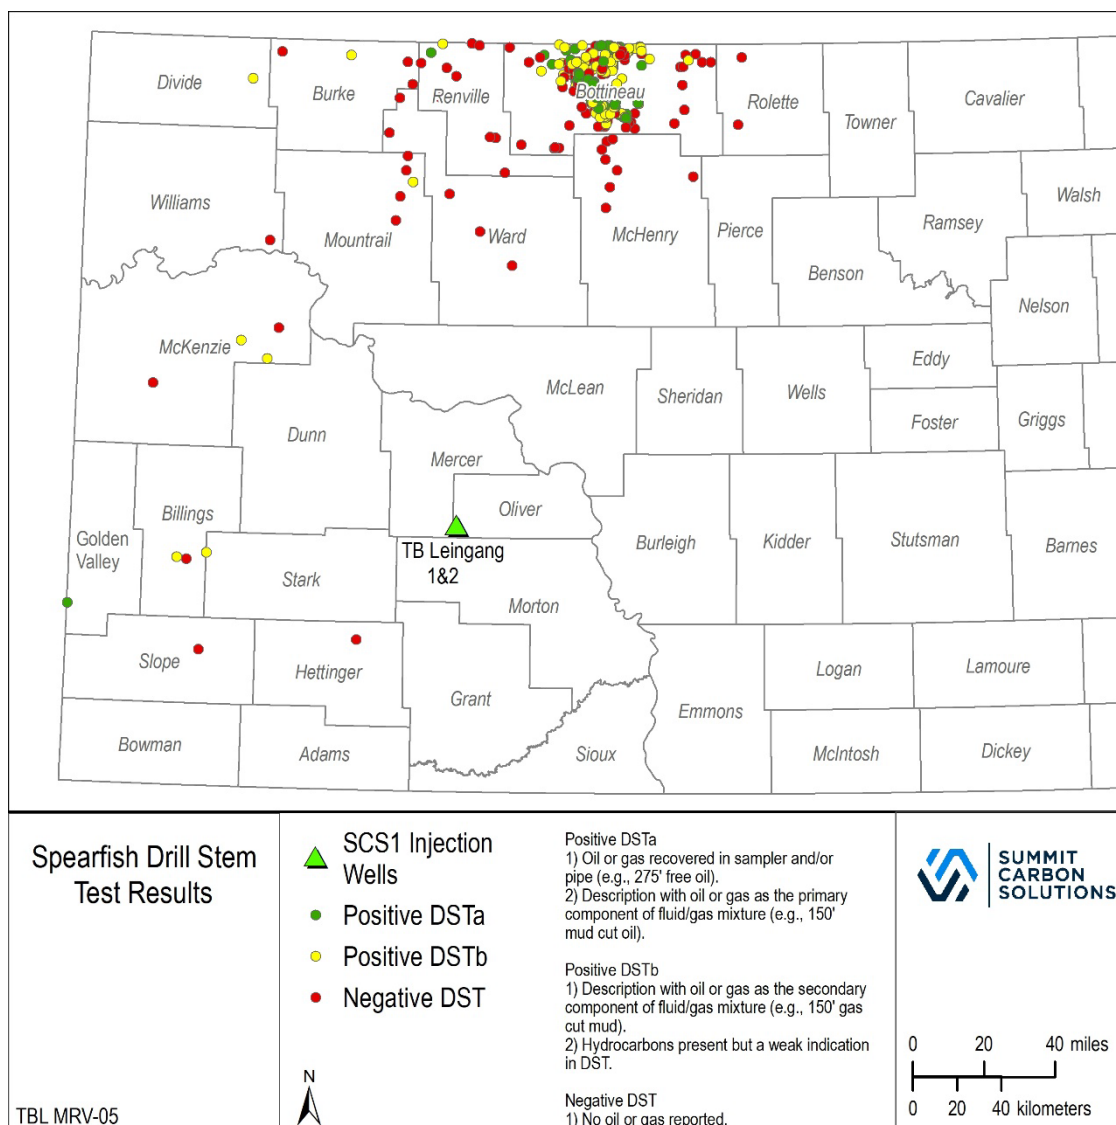 Divide
Burke
Renville
Bottineau
Rolette
Cavalier
Towner
Williams
Mountrail
Ward
McHenry
Pierce
Ramsey
Walsh
Benson
Nelson
McKenzie
Dunn
McLean
Sheridan
Wells
Eddy
Foster
Griggs
Mercer
Oliver
Golden
Valley
Billings
Stark
TB Leingang
1&2
Morton
Burleigh
Kidder
Stutsman
Barnes
Slope
Hettinger
Grant
Logan
Lamoure
Bowman
Adams
Sioux
Emmons
McIntosh
Dickey
Spearfish Drill Stem
Test Results
TBL MRV-05
SCS1 Injection
Wells
Positive DSTa
Positive DSTb
Negative DST
N
Positive DSTa
1) Oil or gas recovered in sampler and/or
pipe (e.g., 275' free oil).
2) Description with oil or gas as the primary
component of fluid/gas mixture (e.g., 150'
mud cut oil).
Positive DSTb
1) Description with oil or gas as the secondary
component of fluid/gas mixture (e.g., 150' gas
cut mud).
2) Hydrocarbons present but a weak indication
in DST.
Negative DST
1) No oil or gas reported.
SUMMIT
CARBON
SOLUTIONS
0 20 40 miles
0 20 40 kilometers